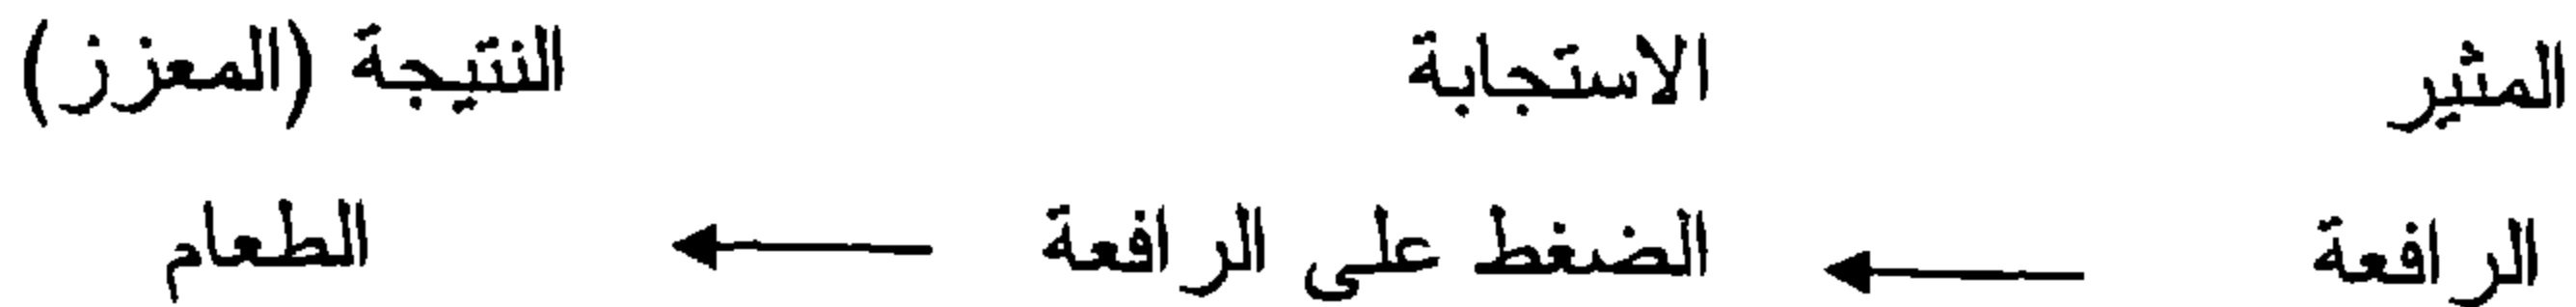 المثير الاستجابة النتيجة (المعزز)
الرافعة الضغط على الرافعة الطعام